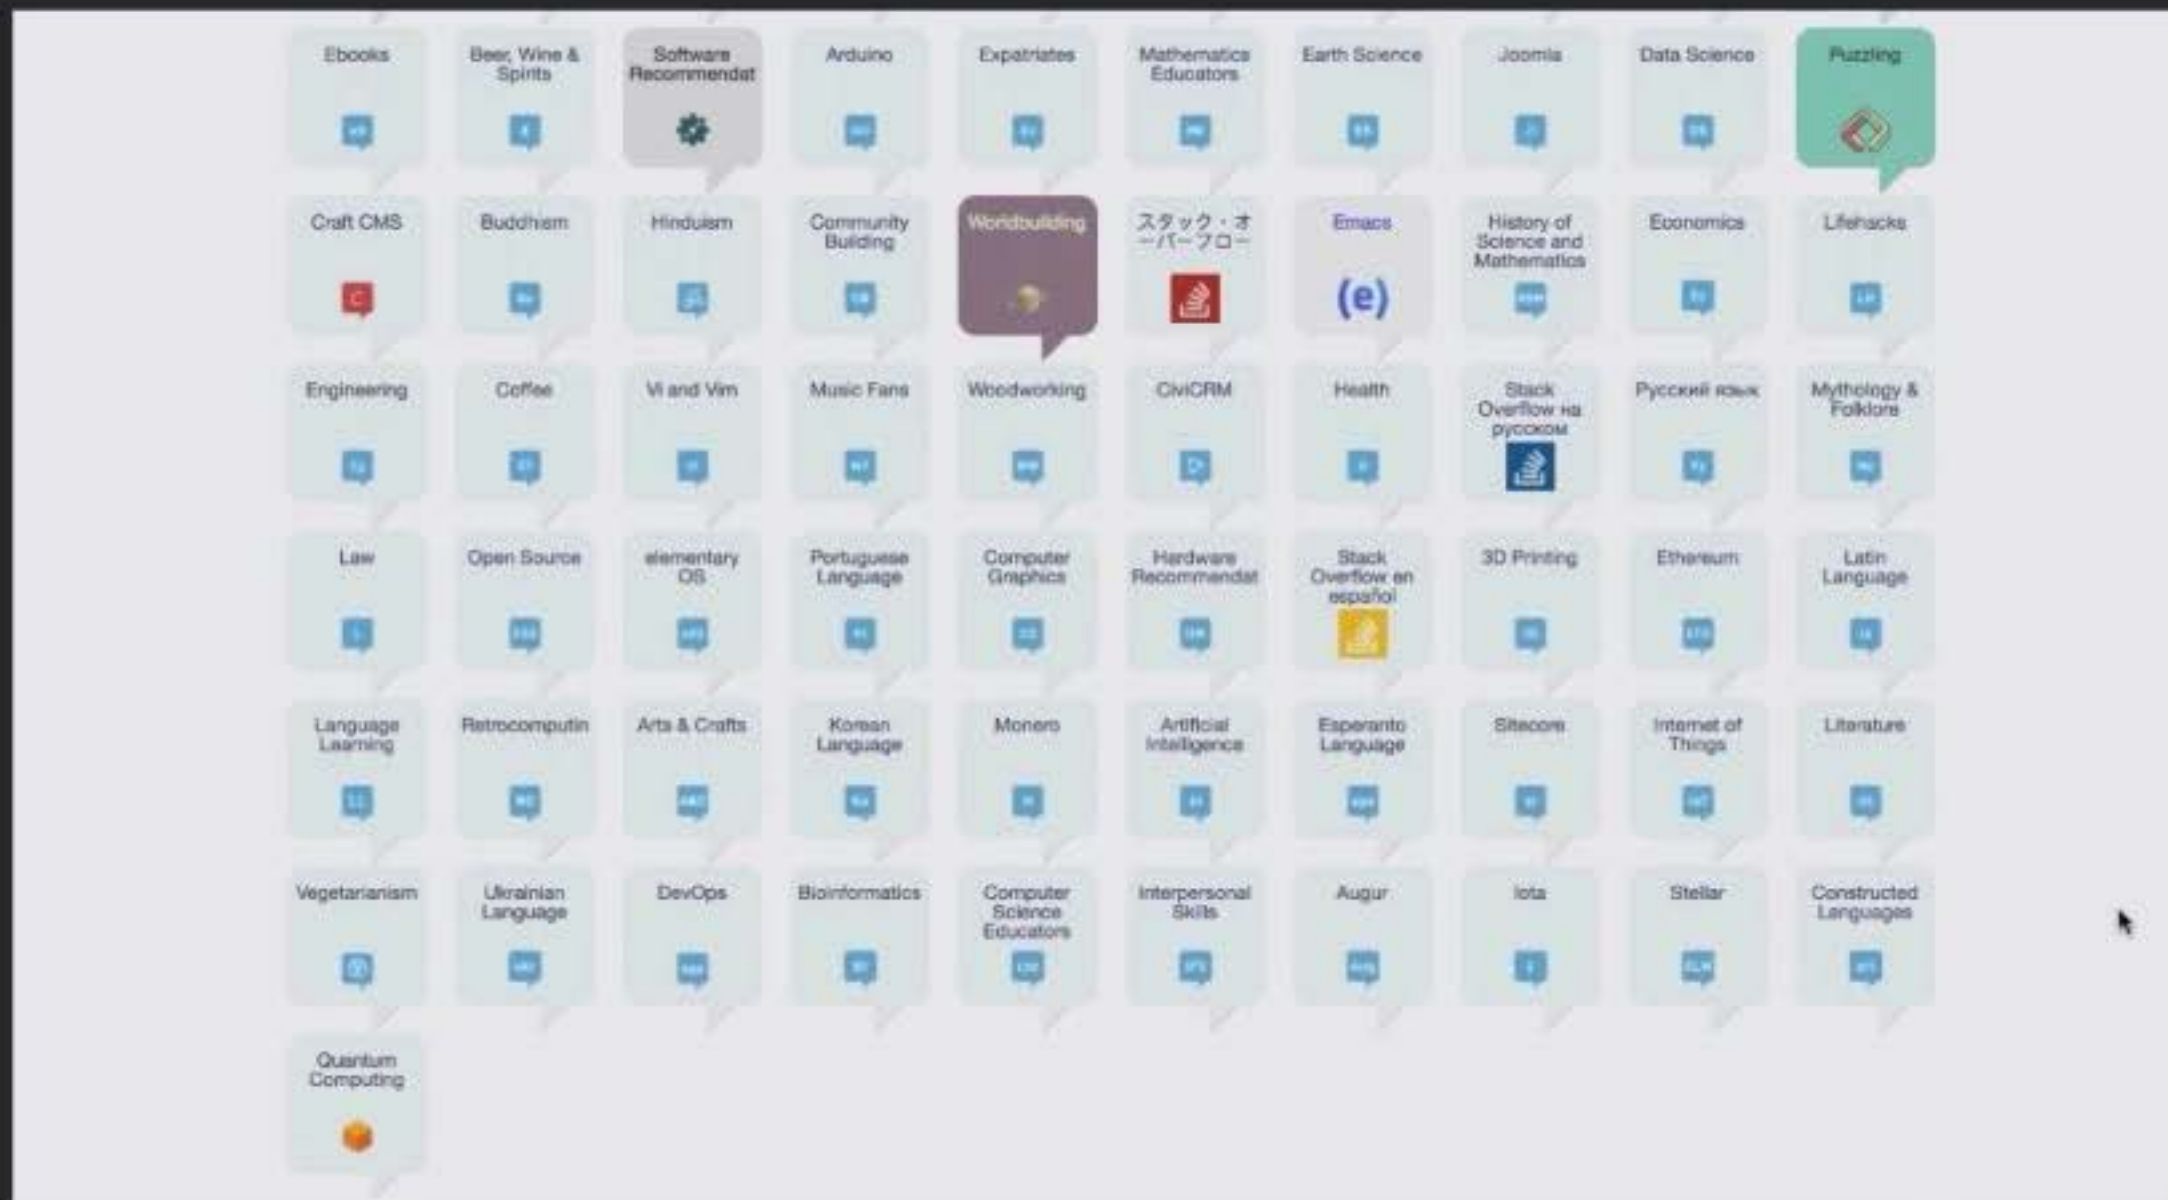 Ebooks
Beer, Wine &
Spirits
Software
Recommendat
Arduino
Expatriates
Mathematics
Educators
Earth Science
Joomla
Data Science
Puzzling
Craft CMS
C
Buddhism
Hinduism
Community
Building
Worldbuilding
スタック・オ
ーバーフロー
Emacs
(e)
History of
Science and
Mathematics
Economics
Lifehacks
Engineering
Coffee
Vi and Vim
Music Fans
Woodworking
CiviCRM
Health
Stack
Overflow на
русском
Русский язык
Mythology &
Folklore
Law
Open Source
elementary
OS
Portuguese
Language
Computer
Graphics
Hardware
Recommendat
Stack
Overflow en
español
3D Printing
Ethereum
Latin
Language
Language
Learning
Retrocomputin
Arts & Crafts
Korean
Language
Monero
Artificial
Intelligence
Esperanto
Language
Sitecore
Internet of
Things
Literature
Vegetarianism
Ukrainian
Language
DevOps
Bioinformatics
Computer
Science
Educators
Interpersonal
Skills
Augur
Iota
Stellar
Constructed
Languages
Quantum
Computing